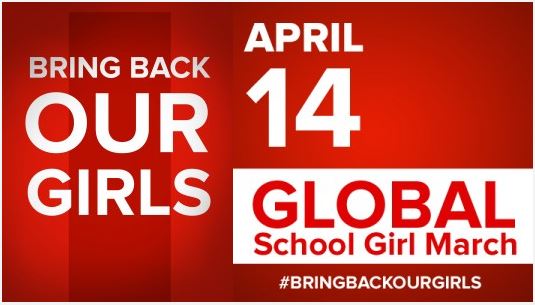 BRING BACK
OUR
GIRLS
APRIL
14
GLOBAL
School Girl March
#BRINGBACKOURGIRLS